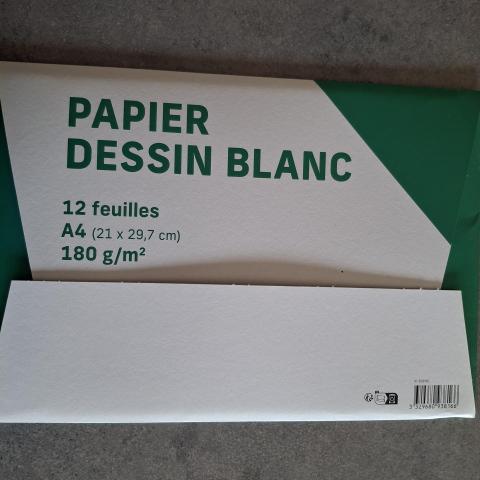 PAPIER
DESSIN BLANC
12 feuilles
A4 (21 x 29,7 cm)
180 g/m²